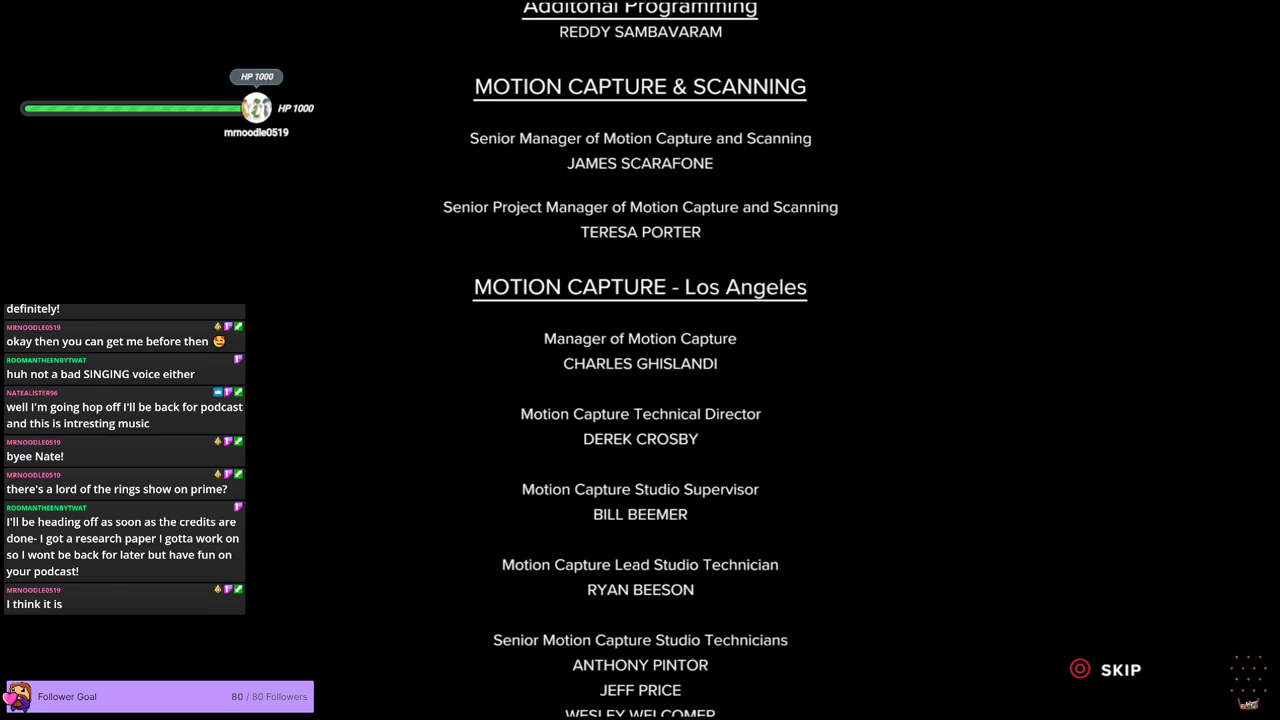 Additonal Programming
REDDY SAMBAVARAM
MOTION CAPTURE & SCANNING
Senior Manager of Motion Capture and Scanning
JAMES SCARAFONE
Senior Project Manager of Motion Capture and Scanning
TERESA PORTER
MOTION CAPTURE - Los Angeles
Manager of Motion Capture
CHARLES GHISLANDI
Motion Capture Technical Director
DEREK CROSBY
Motion Capture Studio Supervisor
BILL BEEMER
Motion Capture Lead Studio Technician
RYAN BEESON
Senior Motion Capture Studio Technicians
ANTHONY PINTOR
JEFF PRICE
WESLEY WELCOMER
HP 1000
HP 1000
mmoodle0519
definitely!
MRNOODLE0519
okay then you can get me before then
ROOMANTHEENBYTWAT
huh not a bad SINGING voice either
NATEALISTER96
well I'm going hop off I'll be back for podcast
and this is intresting music
MRNOODLE0519
byee Nate!
MRNOODLE0519
there's a lord of the rings show on prime?
ROOMANTHEENBYTWAT
I'll be heading off as soon as the credits are
done- I got a research paper I gotta work on
so I wont be back for later but have fun on
your podcast!
MRNOODLE0519
I think it is
Follower Goal
80 / 80 Followers
SKIP